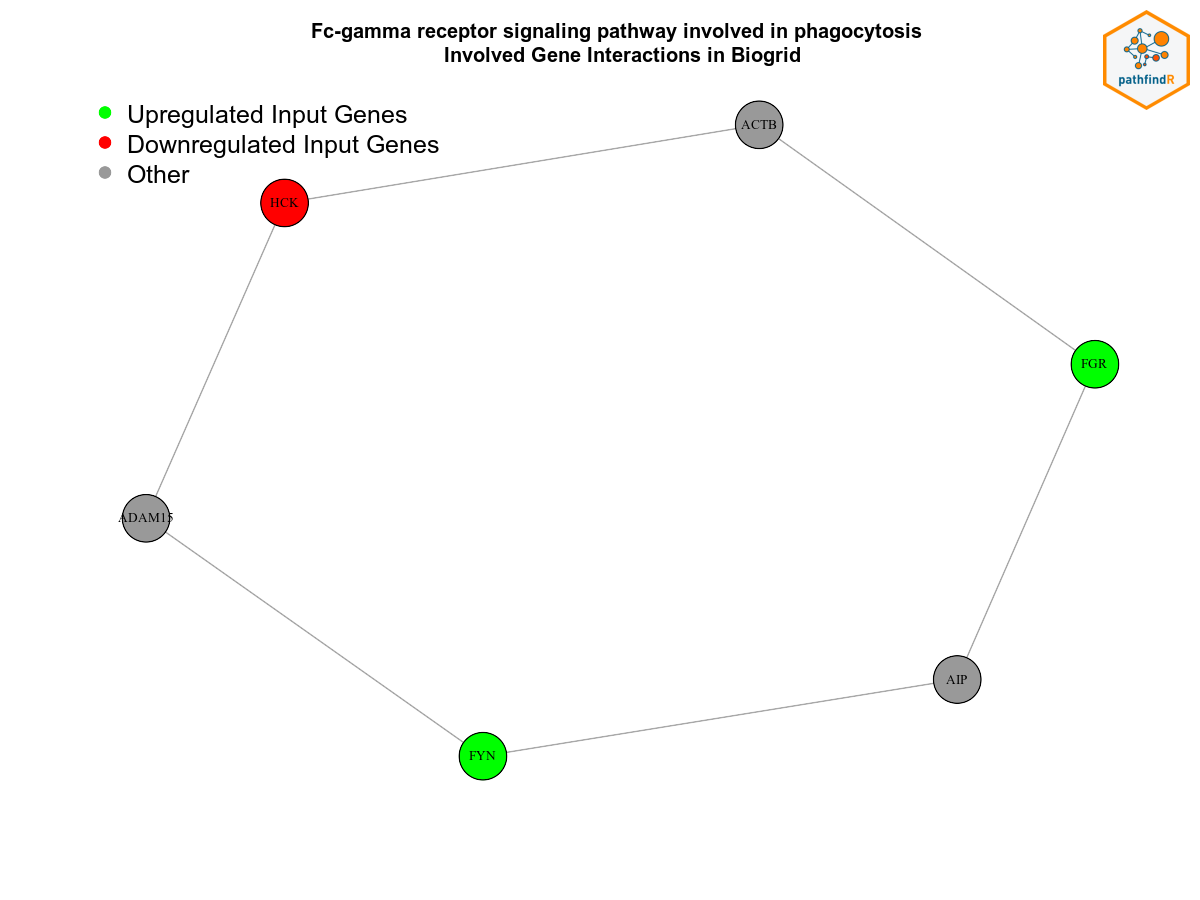 Fc-gamma receptor signaling pathway involved in phagocytosis
Involved Gene Interactions in Biogrid
pathfindR
Upregulated Input Genes
Downregulated Input Genes
Other
ACTB
HCK
FGR
ADAM15
AIP
FYN